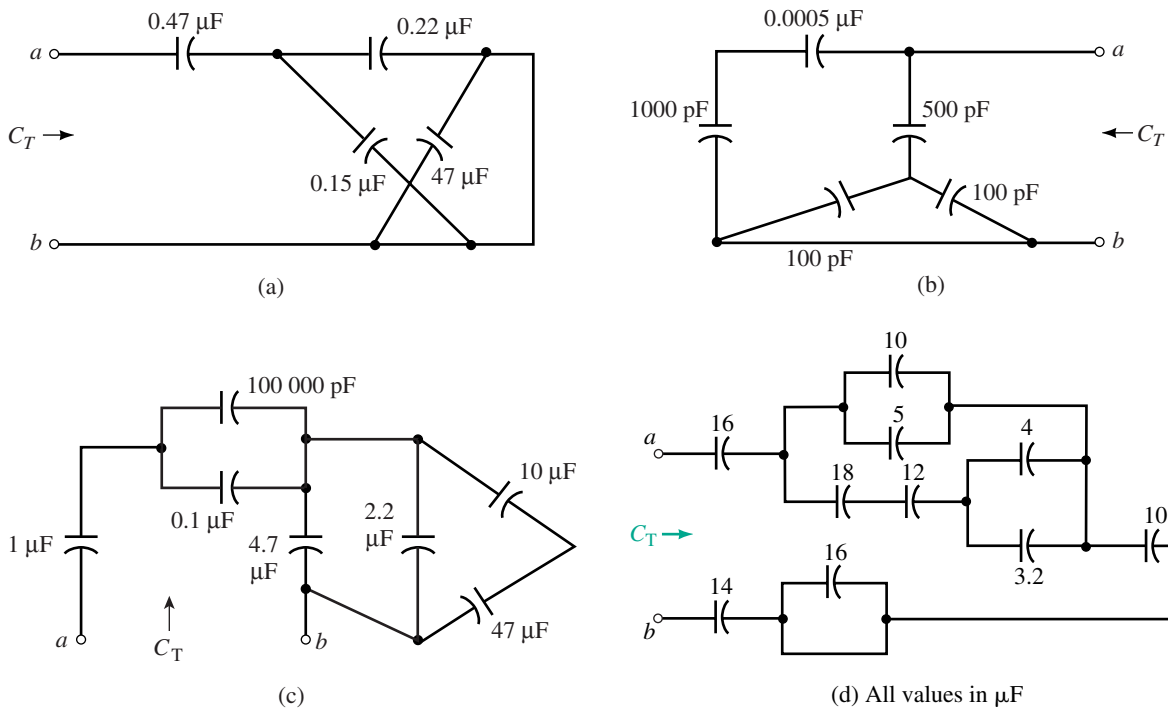 0.47 μF
0.22 μF
a
C_T
0.15 μF
47 μF
b
(a)
0.0005 μF
a
1000 pF
500 pF
C_T
100 pF
b
100 pF
(b)
100 000 pF
10 μF
0.1 μF
2.2
μF
1 μF
4.7
μF
47 μF
a
C_T
b
(c)
10
16
5
4
a
18
12
C_T
10
16
3.2
14
b
(d) All values in μF